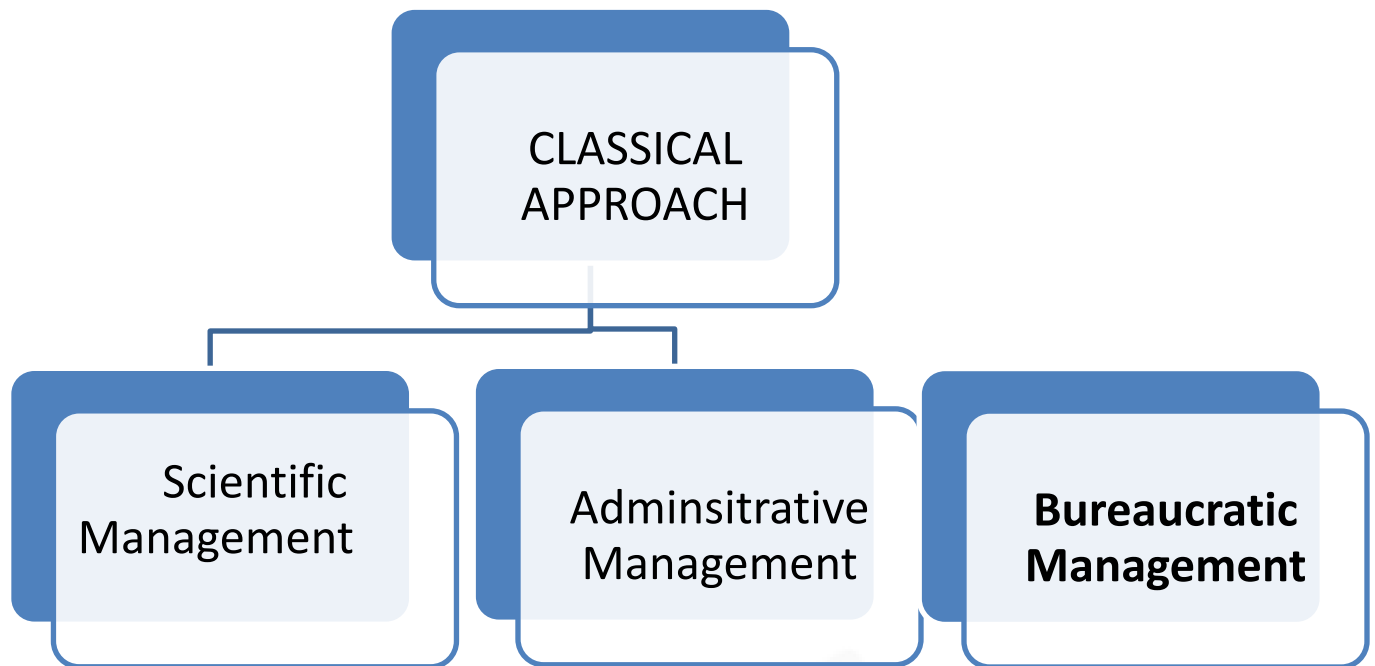 CLASSICAL
APPROACH
Scientific
Management
Adminsitrative
Management
Bureaucratic
Management